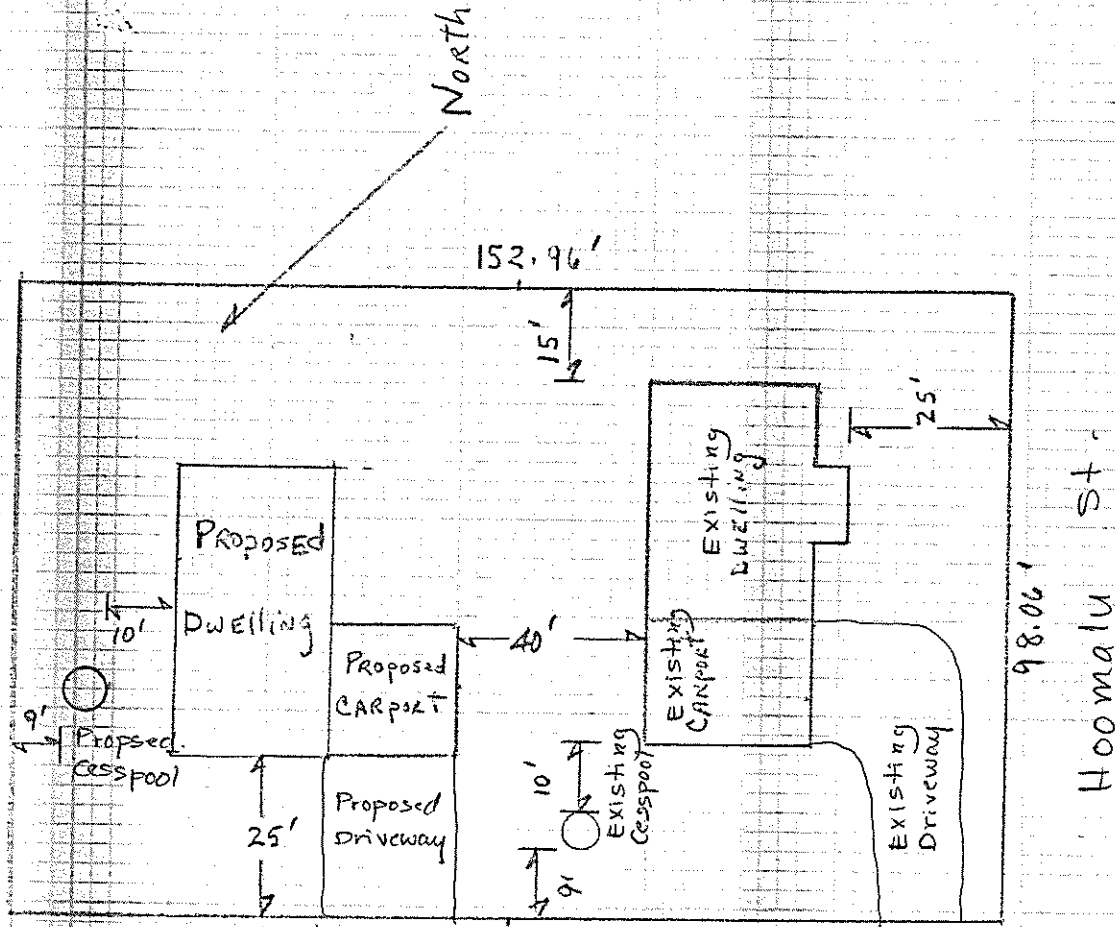 North
152.96'
15'
PROPOSED
Dwelling
10'
9'
Propsed.
cesspool
PROPOSED
CARPORT
40'
Existing
Dwelling
Existing
CARPORT
25'
25'
Proposed
Driveway
10'
Existing
Cesspool
9'
Existing
Driveway
98.06'
Hoomalu St.